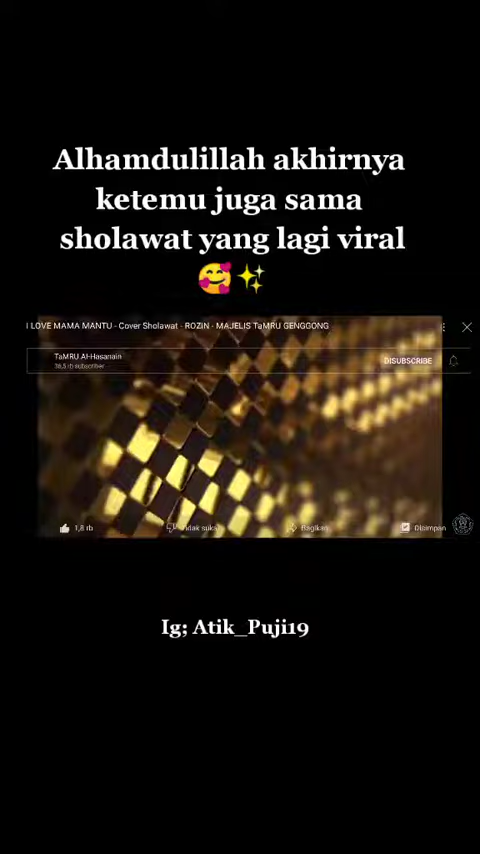 Alhamdulillah akhirnya
ketemu juga sama
sholawat yang lagi viral
🥰✨
I LOVE MAMA MANTU - Cover Sholawat - ROZiN - MAJELIS TaMRU GENGGONG
TaMRU Al-Hasanain
DISUBSCRIBE
38,5 rb subscriber
1,8 rb
Tidak suka
Bagikan
Disimpan
Ig; Atik_Puji19